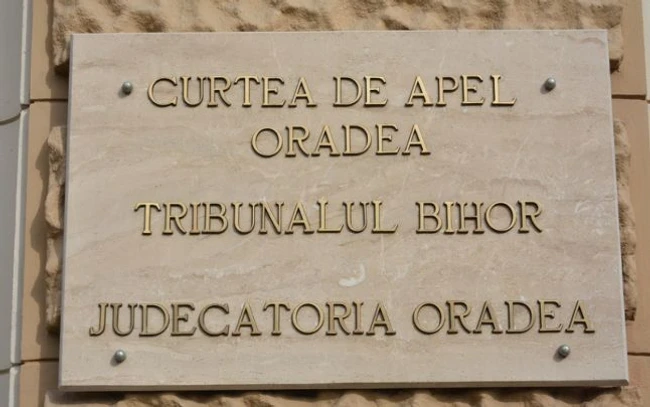 CURTEA DE APEL
ORADEA
TRIBUNALUL BIHOR
JUDECATORIA ORADEA